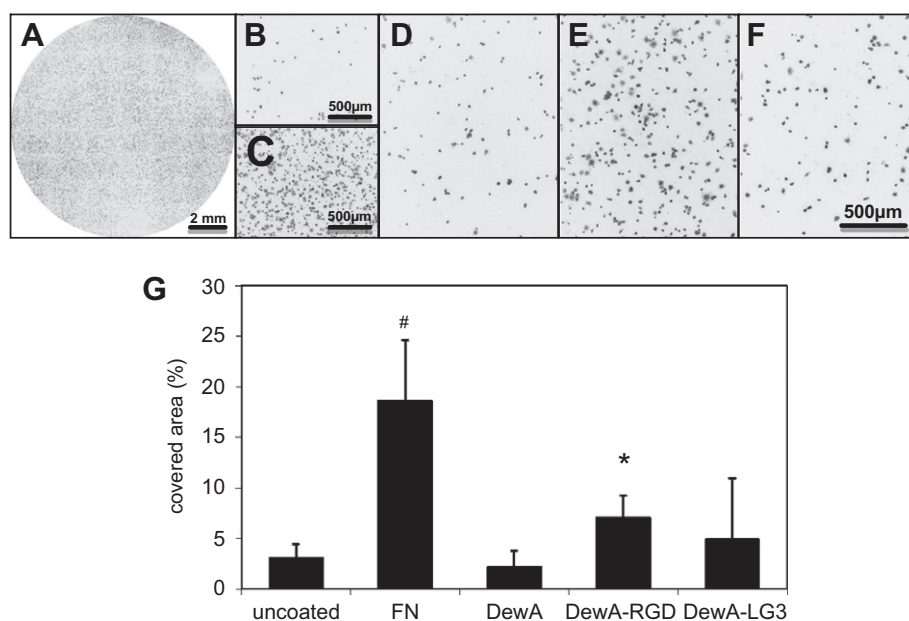 A
B
D
E
F
2 mm
500µm
C
500µm
500µm
G
30
25
20
15
10
5
0
covered area (%)
#
*
uncoated FN DewA DewA-RGD DewA-LG3